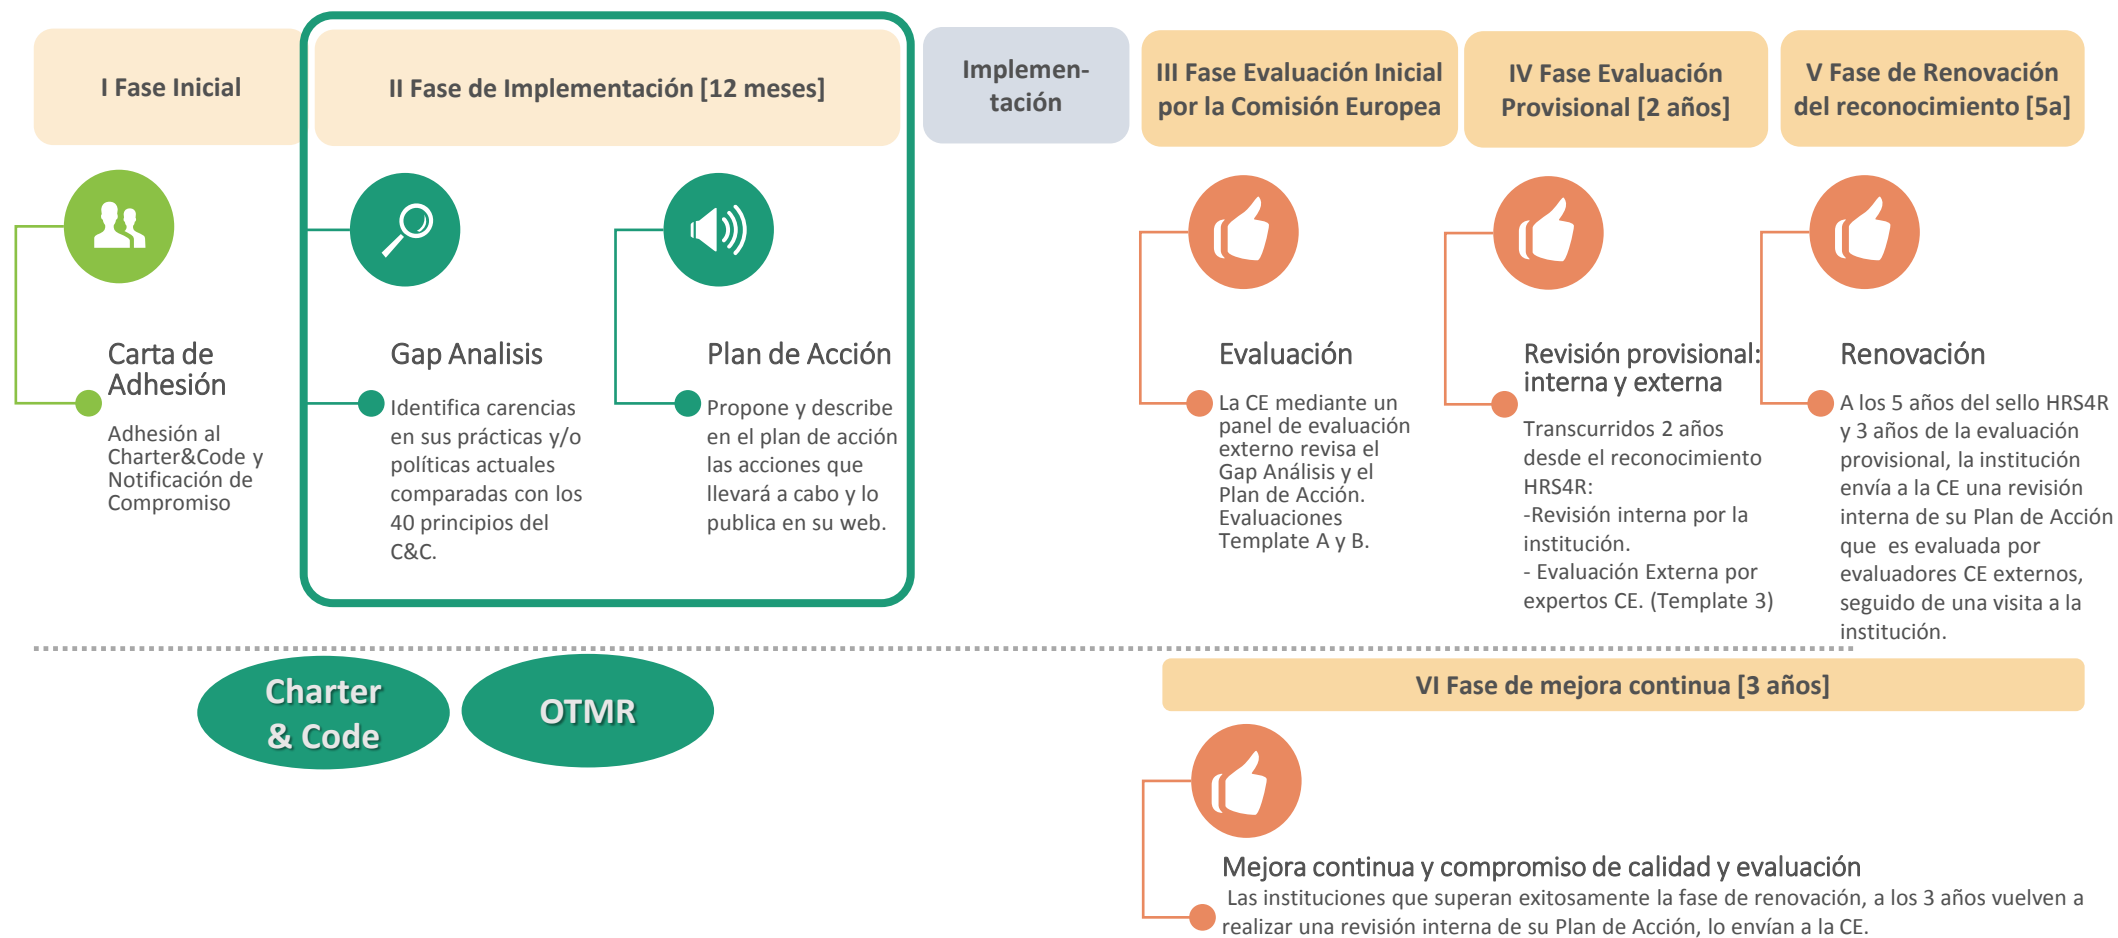 I Fase Inicial
II Fase de Implementación [12 meses]
Implemen-
tación
III Fase Evaluación Inicial
por la Comisión Europea
IV Fase Evaluación
Provisional [2 años]
V Fase de Renovación
del reconocimiento [5a]
Carta de
Adhesión
Adhesión al
Charter&Code y
Notificación de
Compromiso
Gap Analisis
Identifica carencias
en sus prácticas y/o
políticas actuales
comparadas con los
40 principios del
C&C.
Plan de Acción
Propone y describe
en el plan de acción
las acciones que
llevará a cabo y lo
publica en su web.
Evaluación
La CE mediante un
panel de evaluación
externo revisa el
Gap Análisis y el
Plan de Acción.
Evaluaciones
Template A y B.
Revisión provisional:
interna y externa
Transcurridos 2 años
desde el reconocimiento
HRS4R:
-Revisión interna por la
institución.
- Evaluación Externa por
expertos CE. (Template 3)
Renovación
A los 5 años del sello HRS4R
y 3 años de la evaluación
provisional, la institución
envía a la CE una revisión
interna de su Plan de Acción
que  es evaluada por
evaluadores CE externos,
seguido de una visita a la
institución.
Charter
& Code
OTMR
VI Fase de mejora continua [3 años]
Mejora continua y compromiso de calidad y evaluación
Las instituciones que superan exitosamente la fase de renovación, a los 3 años vuelven a
realizar una revisión interna de su Plan de Acción, lo envían a la CE.